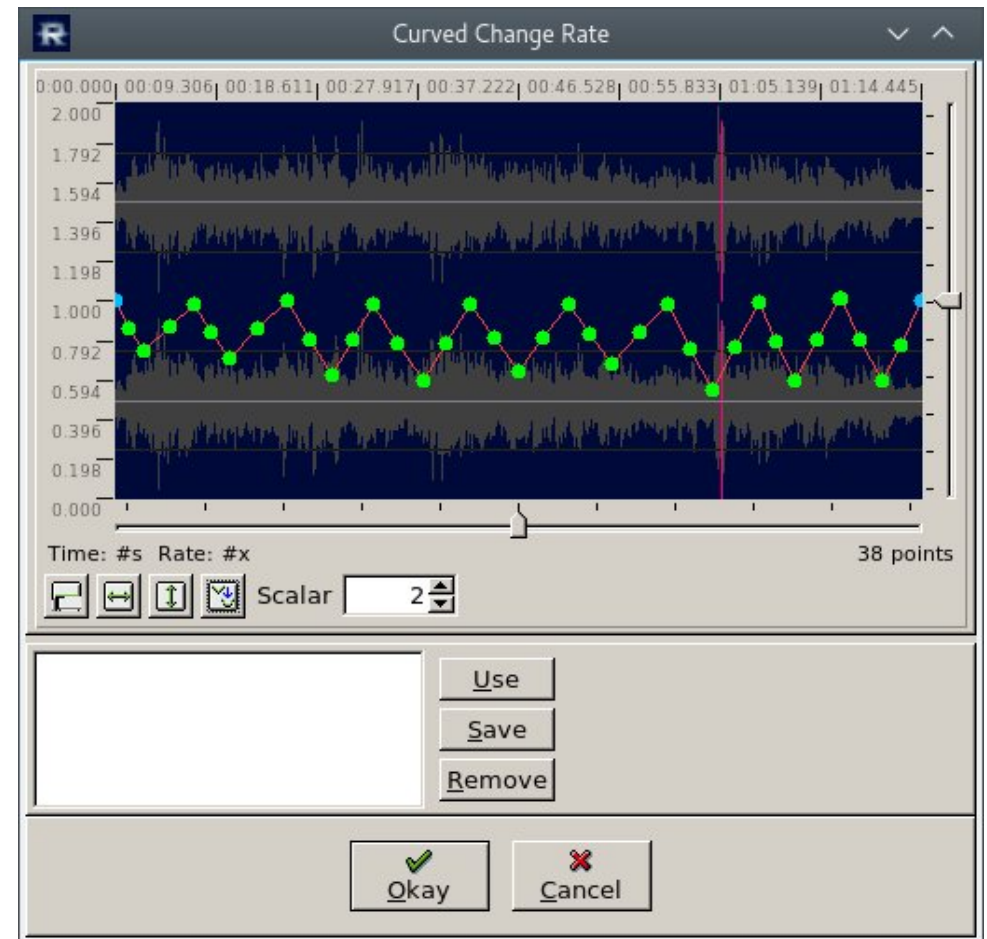 Curved Change Rate
0:00.000 00:09.306 00:18.611 00:27.917 00:37.222 00:46.528 00:55.833 01:05.139 01:14.445
2.000
1.792
1.594
1.396
1.198
1.000
0.792
0.594
0.396
0.198
0.000
Time: #s Rate: #x 38 points
Scalar 2
Use
Save
Remove
Okay Cancel